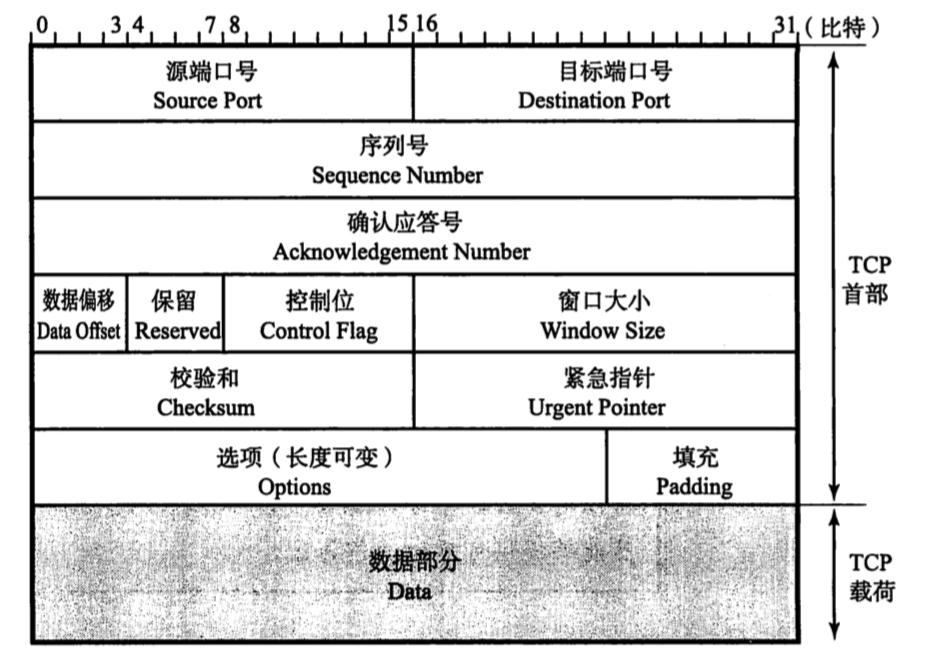 0 3 4 7 8 15 16 31 (比特)
源端口号
Source Port
目标端口号
Destination Port
序列号
Sequence Number
确认应答号
Acknowledgement Number
数据偏移
Data Offset
保留
Reserved
控制位
Control Flag
窗口大小
Window Size
校验和
Checksum
紧急指针
Urgent Pointer
选项(长度可变)
Options
填充
Padding
TCP
首部
数据部分
Data
TCP
载荷